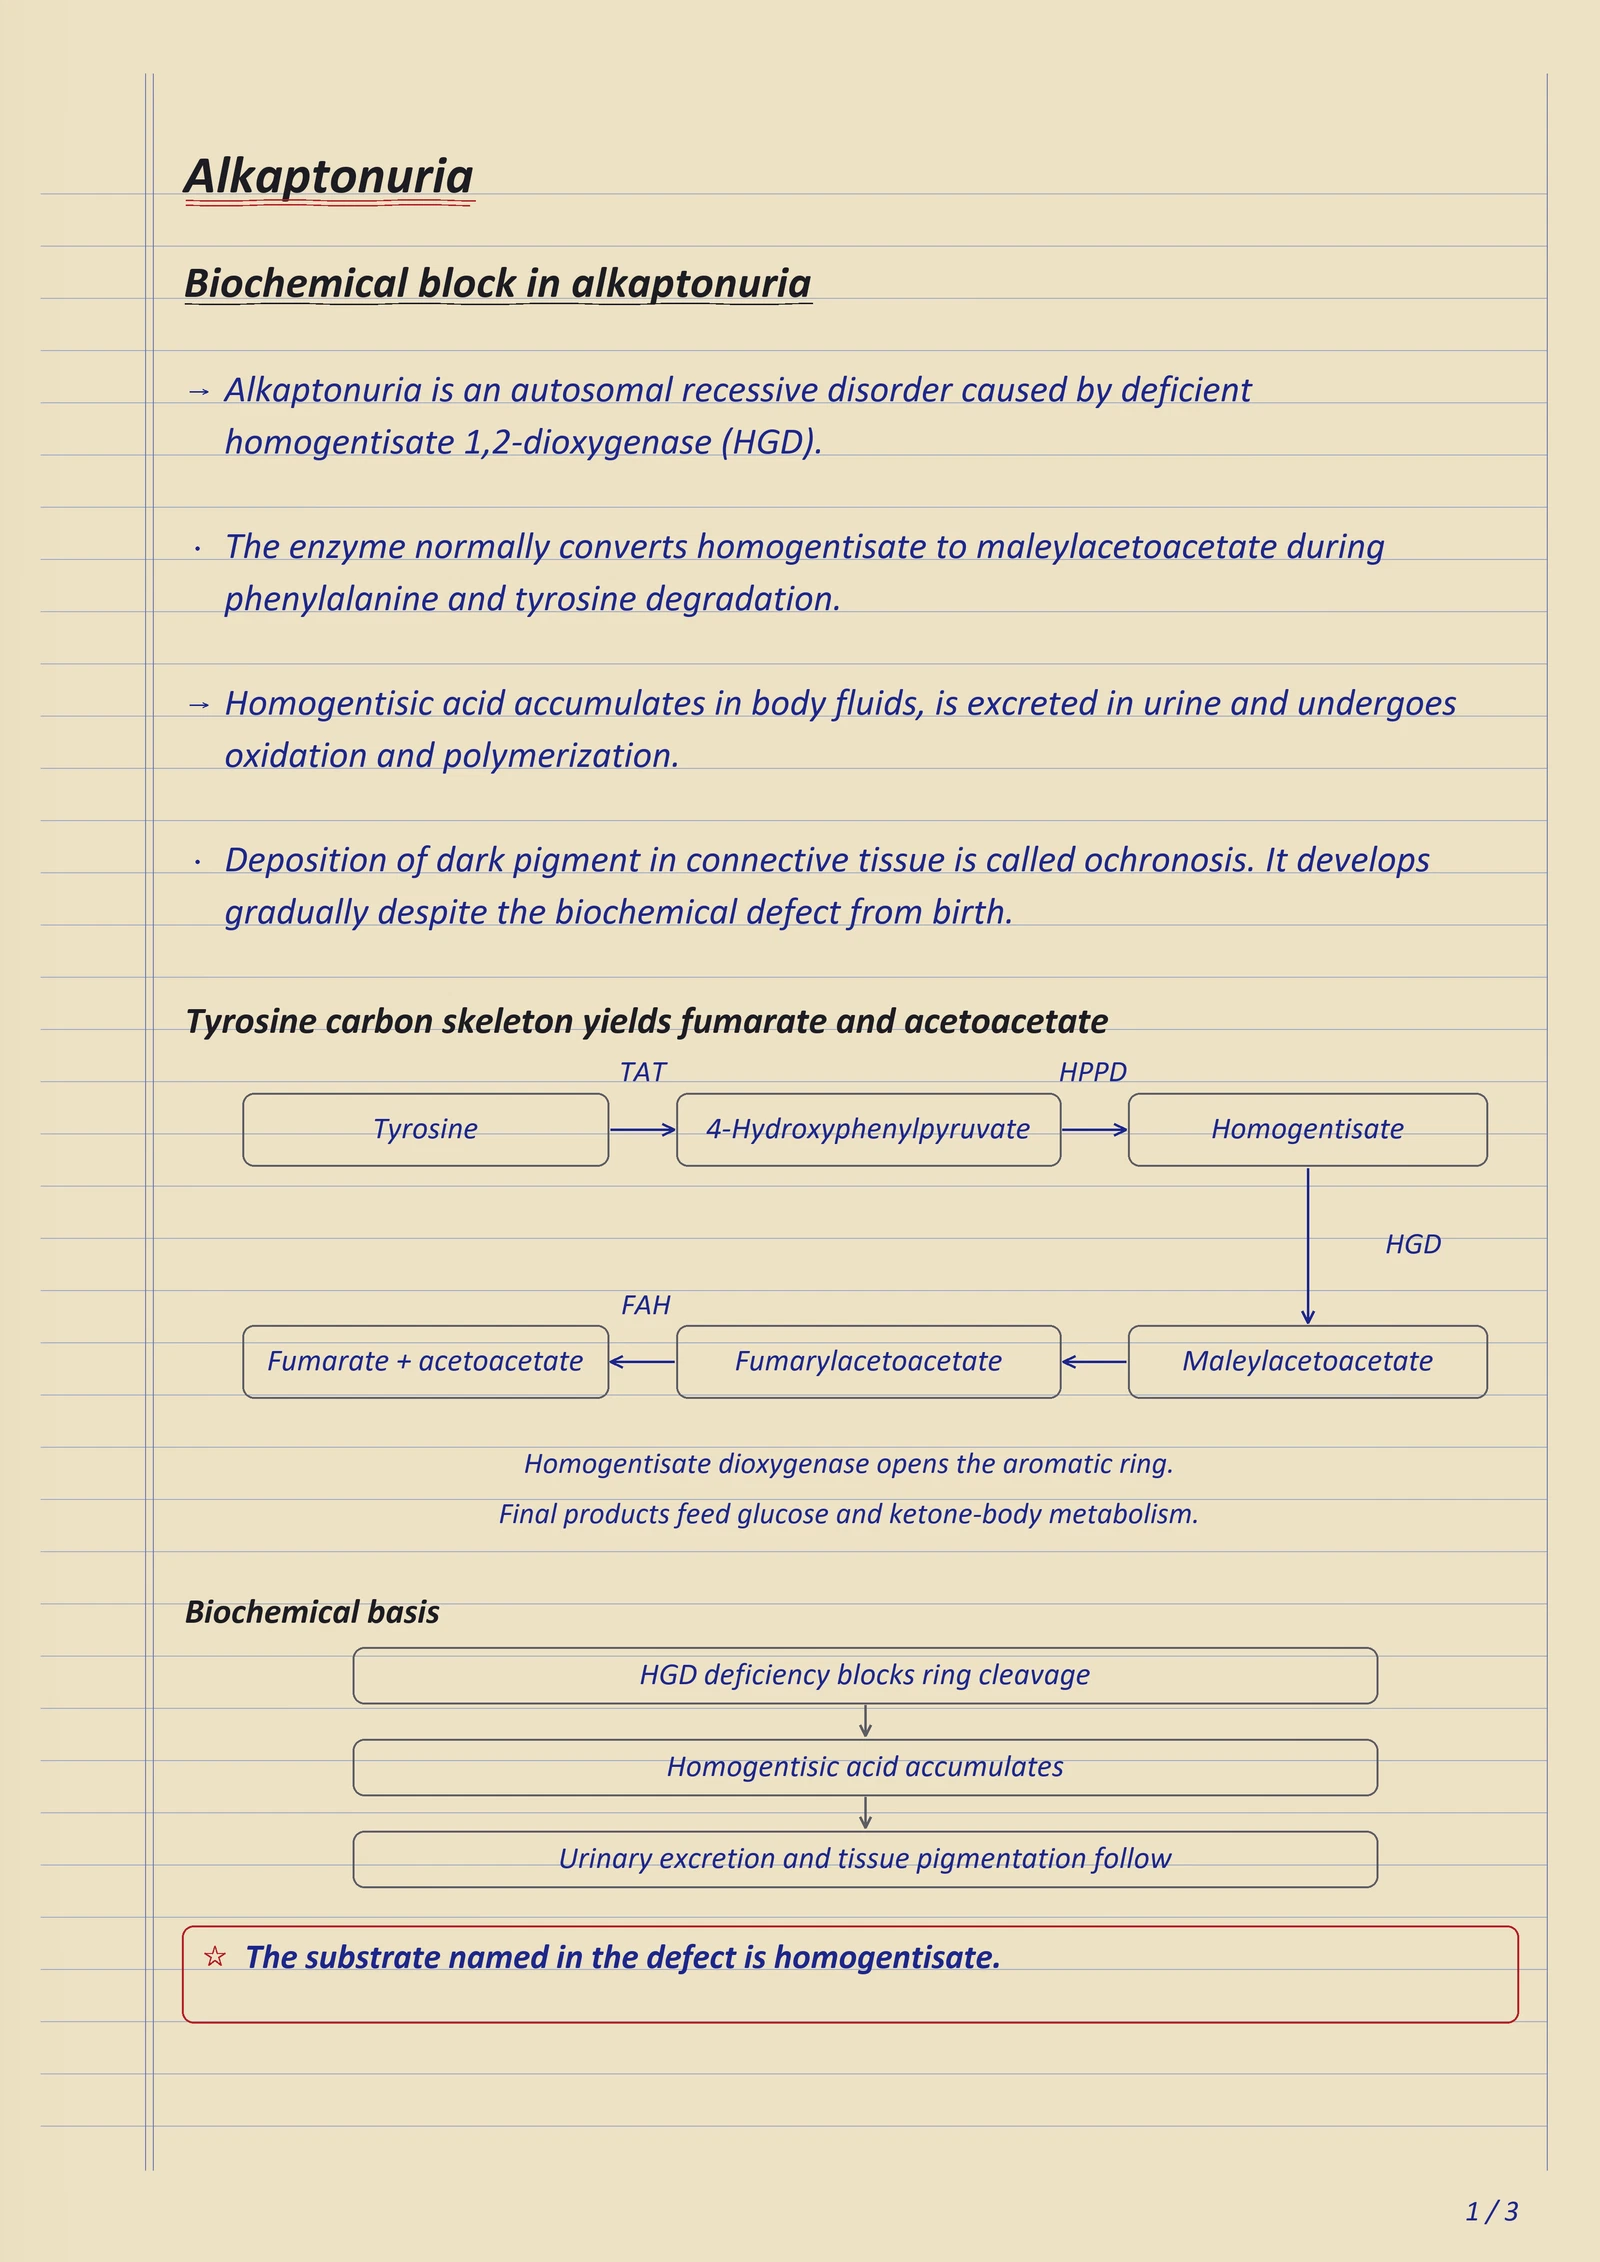 Alkaptonuria
Biochemical block in alkaptonuria
→ Alkaptonuria is an autosomal recessive disorder caused by deficient
homogentisate 1,2-dioxygenase (HGD).
· The enzyme normally converts homogentisate to maleylacetoacetate during
phenylalanine and tyrosine degradation.
→ Homogentisic acid accumulates in body fluids, is excreted in urine and undergoes
oxidation and polymerization.
· Deposition of dark pigment in connective tissue is called ochronosis. It develops
gradually despite the biochemical defect from birth.
Tyrosine carbon skeleton yields fumarate and acetoacetate
TAT HPPD
Tyrosine → 4-Hydroxyphenylpyruvate → Homogentisate
HGD
FAH
Fumarate + acetoacetate ← Fumarylacetoacetate ← Maleylacetoacetate
Homogentisate dioxygenase opens the aromatic ring.
Final products feed glucose and ketone-body metabolism.
Biochemical basis
HGD deficiency blocks ring cleavage
Homogentisic acid accumulates
Urinary excretion and tissue pigmentation follow
☆ The substrate named in the defect is homogentisate.
1 / 3